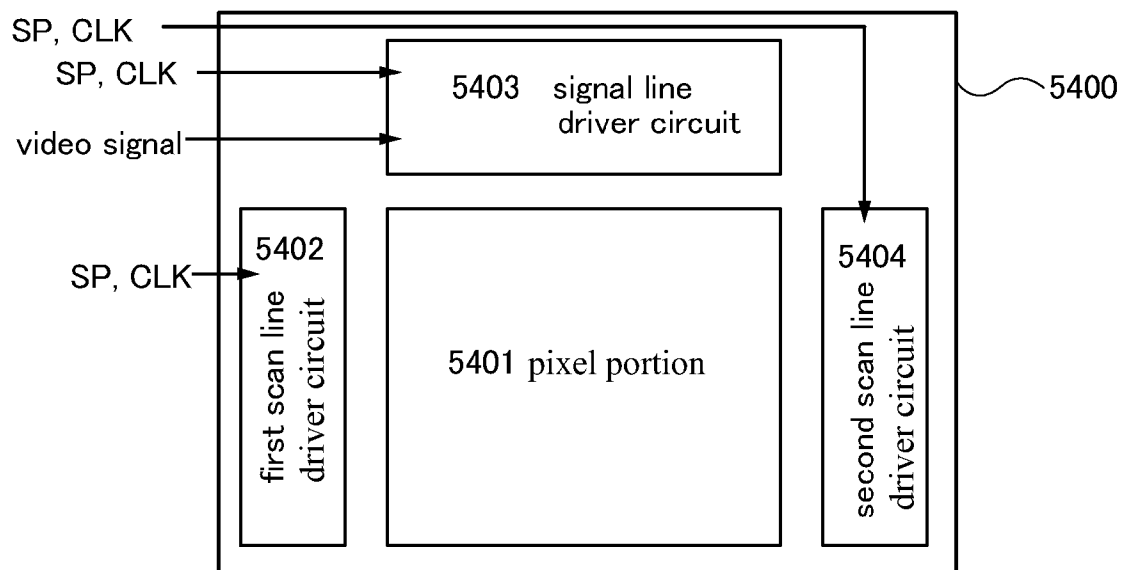 SP, CLK
SP, CLK
video signal
5403 signal line
driver circuit
5400
SP, CLK
5402
first scan line
driver circuit
5401 pixel portion
5404
second scan line
driver circuit